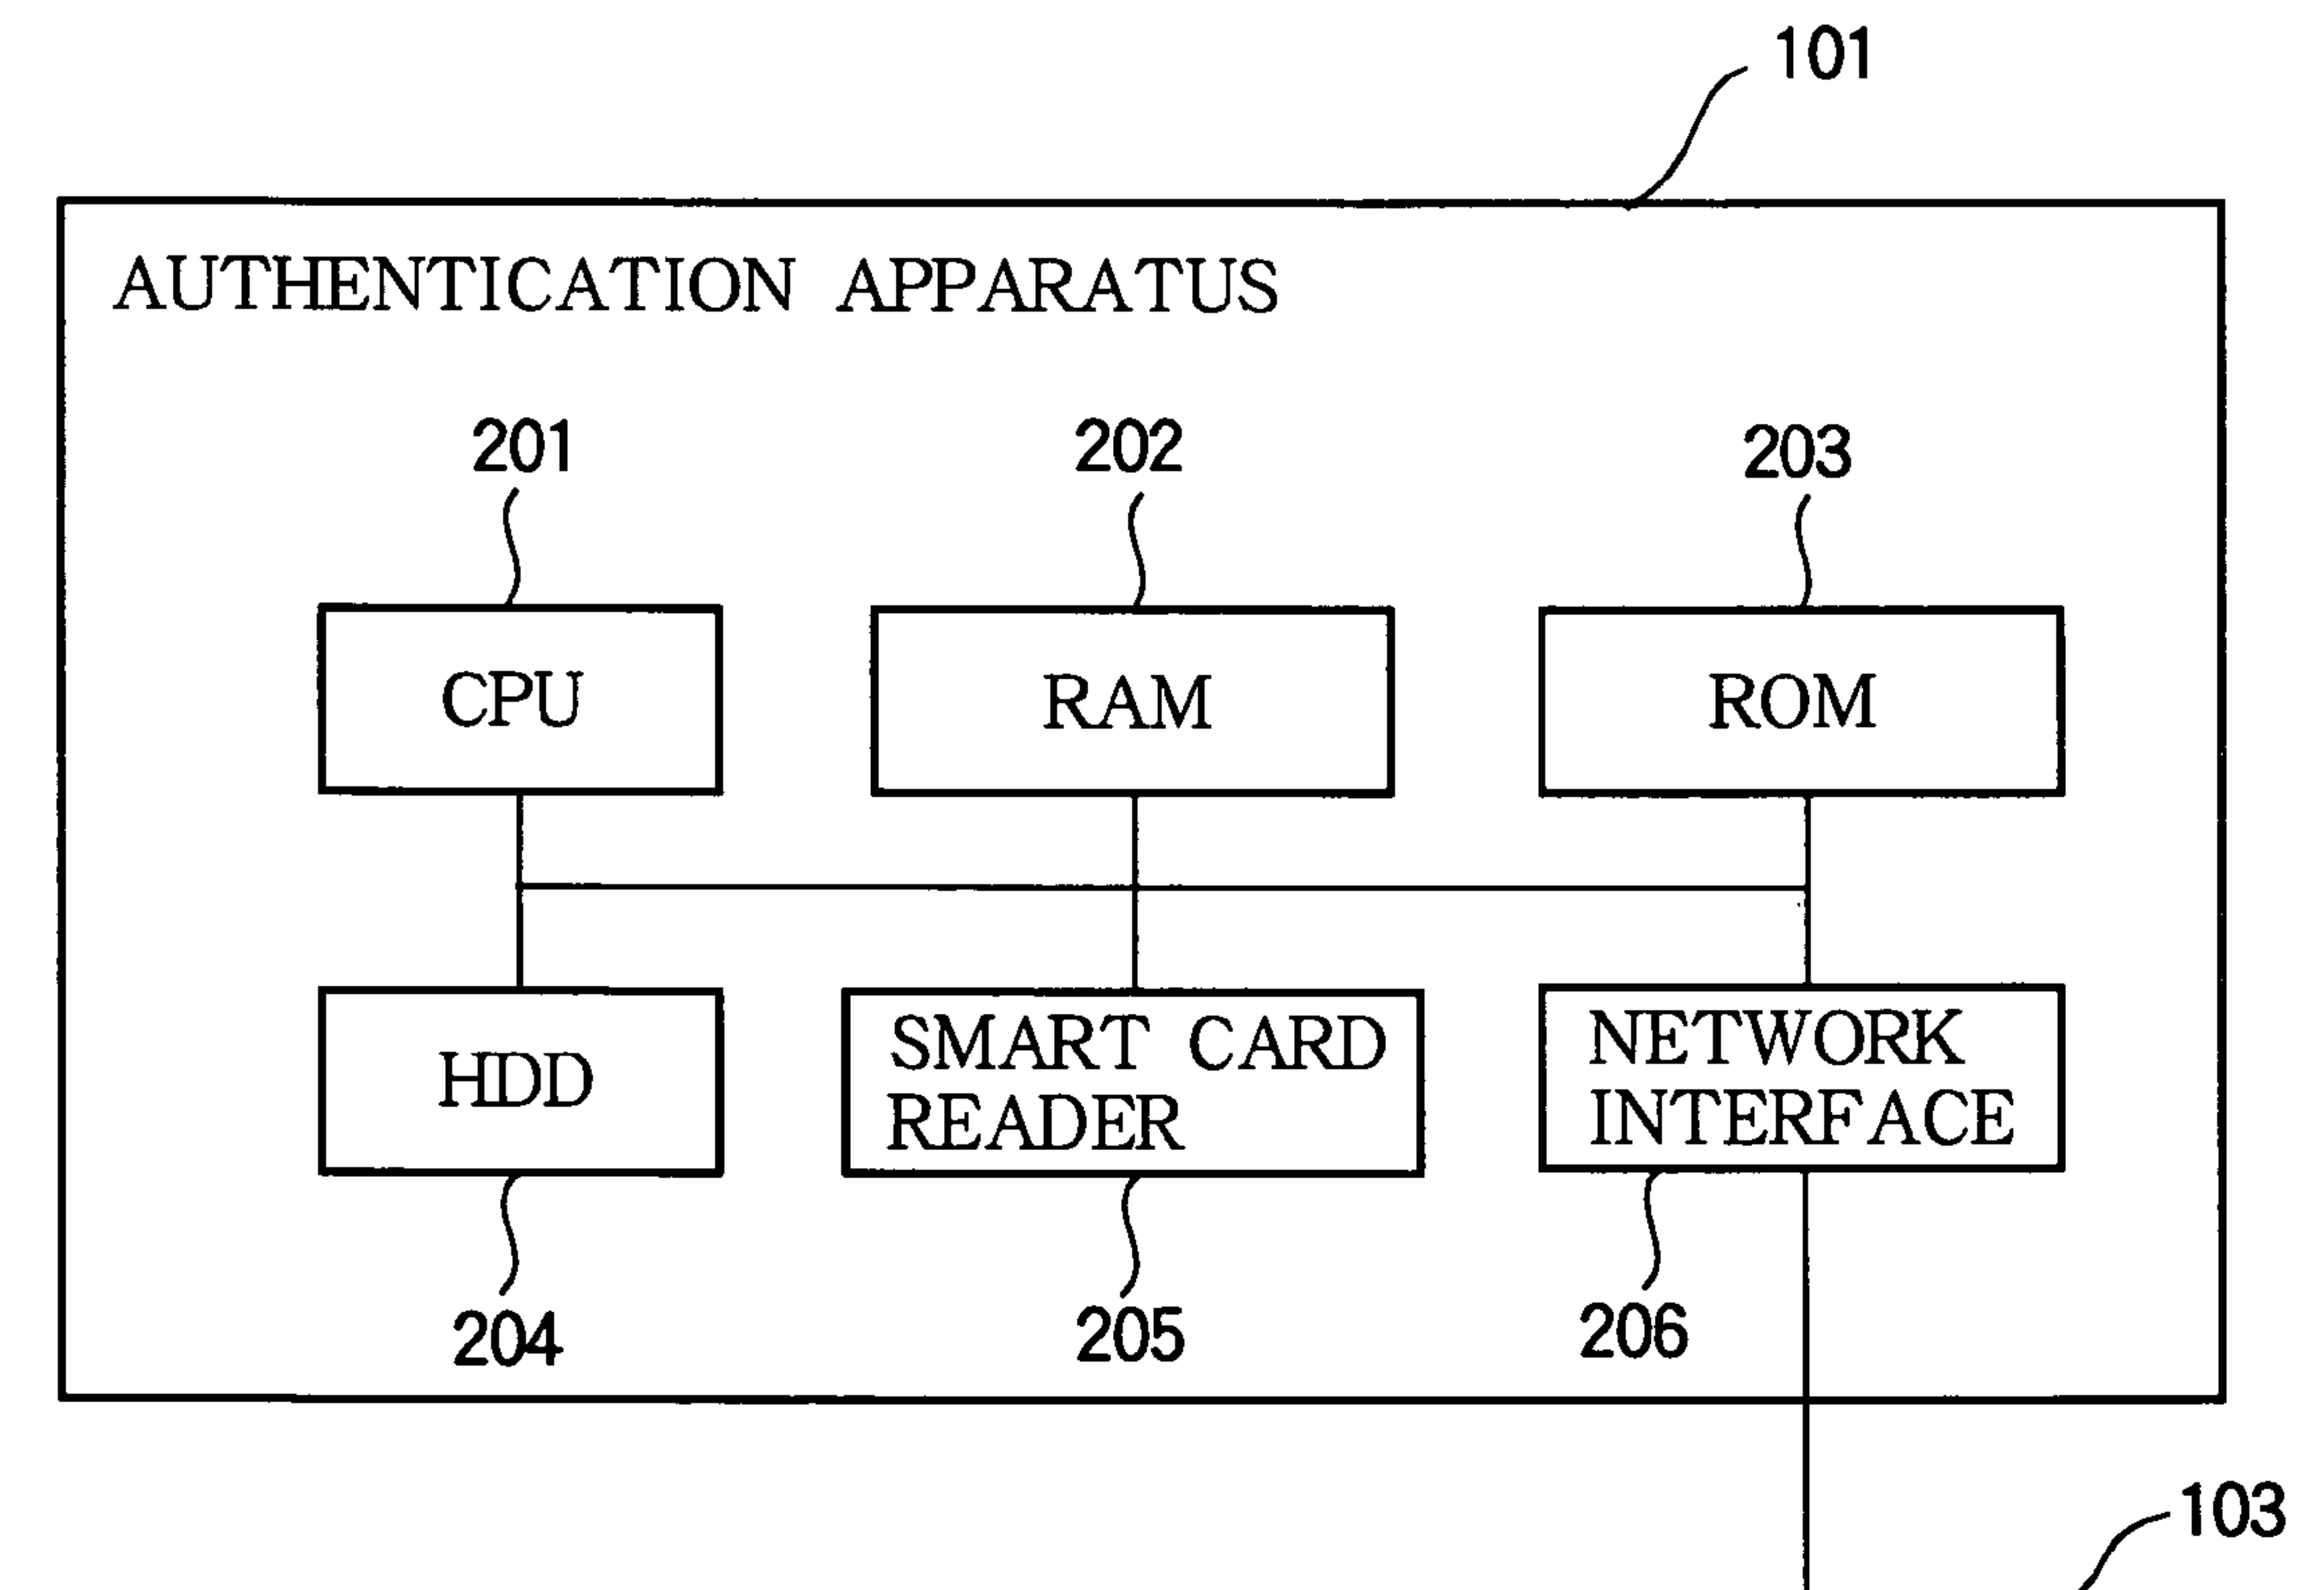 101
AUTHENTICATION APPARATUS
201
202
203
CPU
RAM
ROM
HDD
SMART CARD
READER
NETWORK
INTERFACE
204
205
206
103